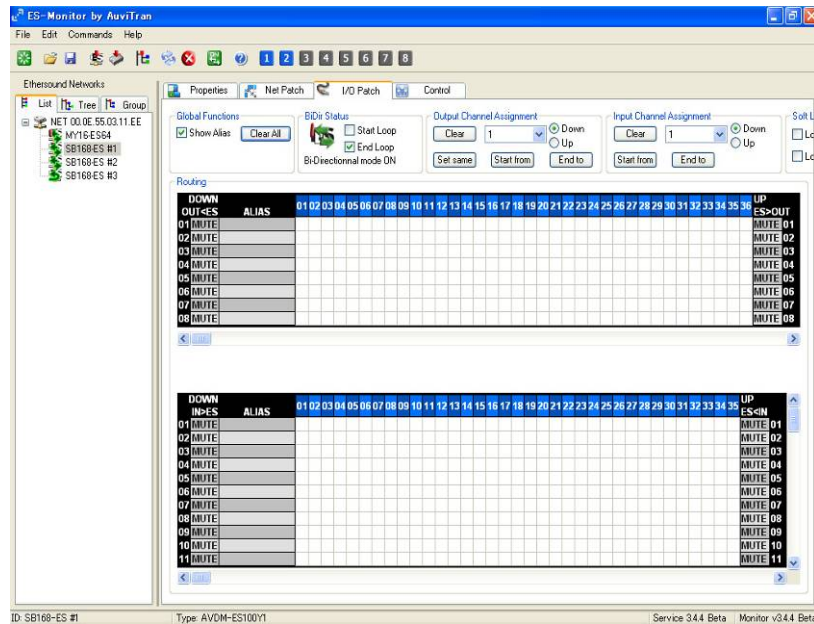 ES-Monitor by AuviTran
File Edit Commands Help
1 2 3 4 5 6 7 8
Ethersound Networks
List Tree Group
NET 00.0E.55.03.11.EE
MY16-ES64
SB168-ES #1
SB168-ES #2
SB168-ES #3
Properties Net Patch I/O Patch Control
Global Functions BiDir Status Output Channel Assignment Input Channel Assignment Soft L
Show Alias Clear All Start Loop Clear 1 Down Clear 1 Down Lo
End Loop Up Up
Bi-Directionnal mode ON Set same Start from End to Start from End to Lo
Routing
DOWN UP
OUT<ES ALIAS 01 02 03 04 05 06 07 08 09 10 11 12 13 14 15 16 17 18 19 20 21 22 23 24 25 26 27 28 29 30 31 32 33 34 35 36 ES>OUT
01 MUTE MUTE 01
02 MUTE MUTE 02
03 MUTE MUTE 03
04 MUTE MUTE 04
05 MUTE MUTE 05
06 MUTE MUTE 06
07 MUTE MUTE 07
08 MUTE MUTE 08
DOWN UP
IN>ES ALIAS 01 02 03 04 05 06 07 08 09 10 11 12 13 14 15 16 17 18 19 20 21 22 23 24 25 26 27 28 29 30 31 32 33 34 35 ES<IN
01 MUTE MUTE 01
02 MUTE MUTE 02
03 MUTE MUTE 03
04 MUTE MUTE 04
05 MUTE MUTE 05
06 MUTE MUTE 06
07 MUTE MUTE 07
08 MUTE MUTE 08
09 MUTE MUTE 09
10 MUTE MUTE 10
11 MUTE MUTE 11
ID: SB168-ES #1 Type: AVDM-ES100Y1 Service 3.4.4 Beta Monitor v3.4.4 Beta